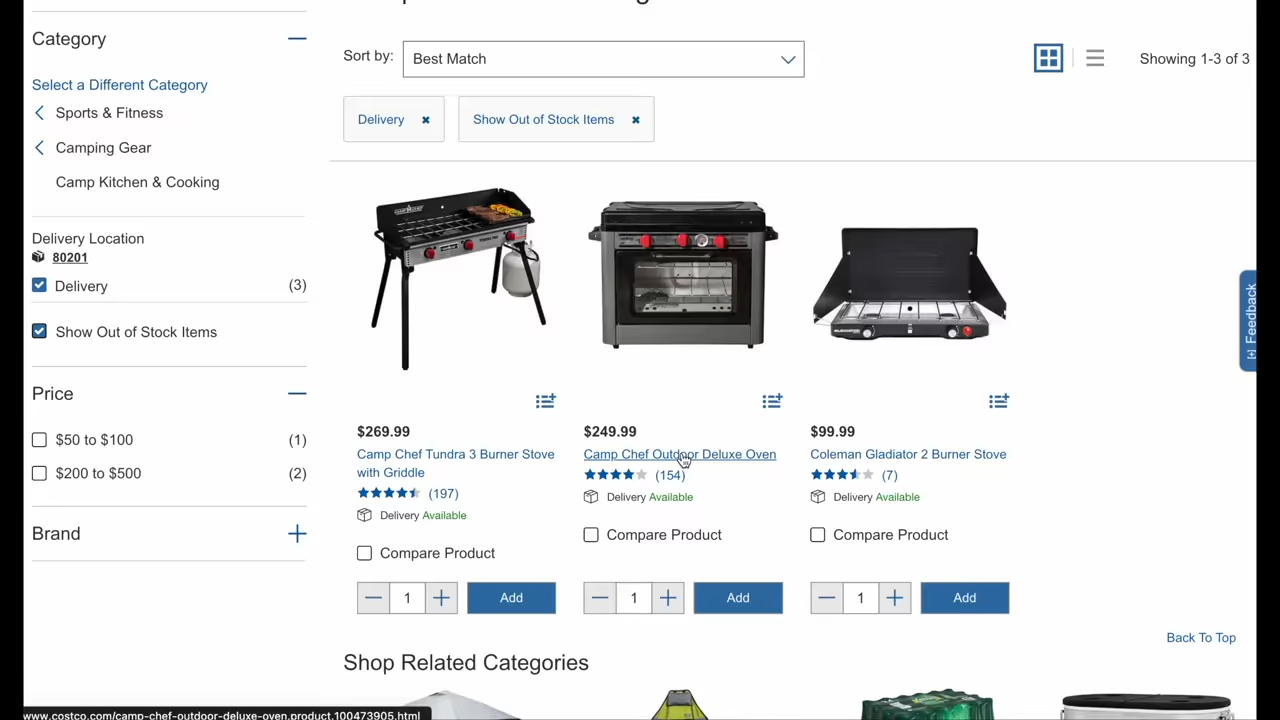 Category
Select a Different Category
Sports & Fitness
Camping Gear
Camp Kitchen & Cooking
Delivery Location
80201
Delivery (3)
Show Out of Stock Items
Price
$50 to $100 (1)
$200 to $500 (2)
Brand
Sort by: Best Match
Showing 1-3 of 3
Delivery
Show Out of Stock Items
CAMP CHEF
$269.99
Camp Chef Tundra 3 Burner Stove
with Griddle
(197)
Delivery Available
Compare Product
1 Add
$249.99
Camp Chef Outdoor Deluxe Oven
(154)
Delivery Available
Compare Product
1 Add
$99.99
Coleman Gladiator 2 Burner Stove
(7)
Delivery Available
Compare Product
1 Add
[+] Feedback
Back To Top
Shop Related Categories
www.costco.com/camp-chef-outdoor-deluxe-oven.product.100473905.html